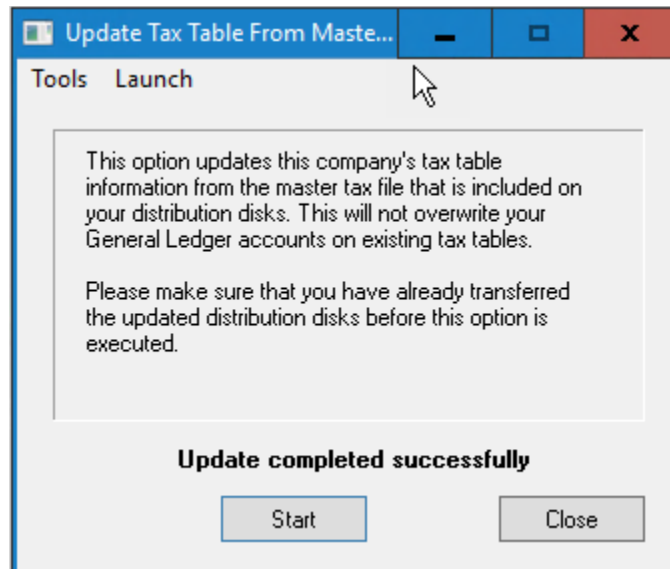 Update Tax Table From Maste...
Tools Launch
This option updates this company's tax table
information from the master tax file that is included on
your distribution disks. This will not overwrite your
General Ledger accounts on existing tax tables.
Please make sure that you have already transferred
the updated distribution disks before this option is
executed.
Update completed successfully
Start Close